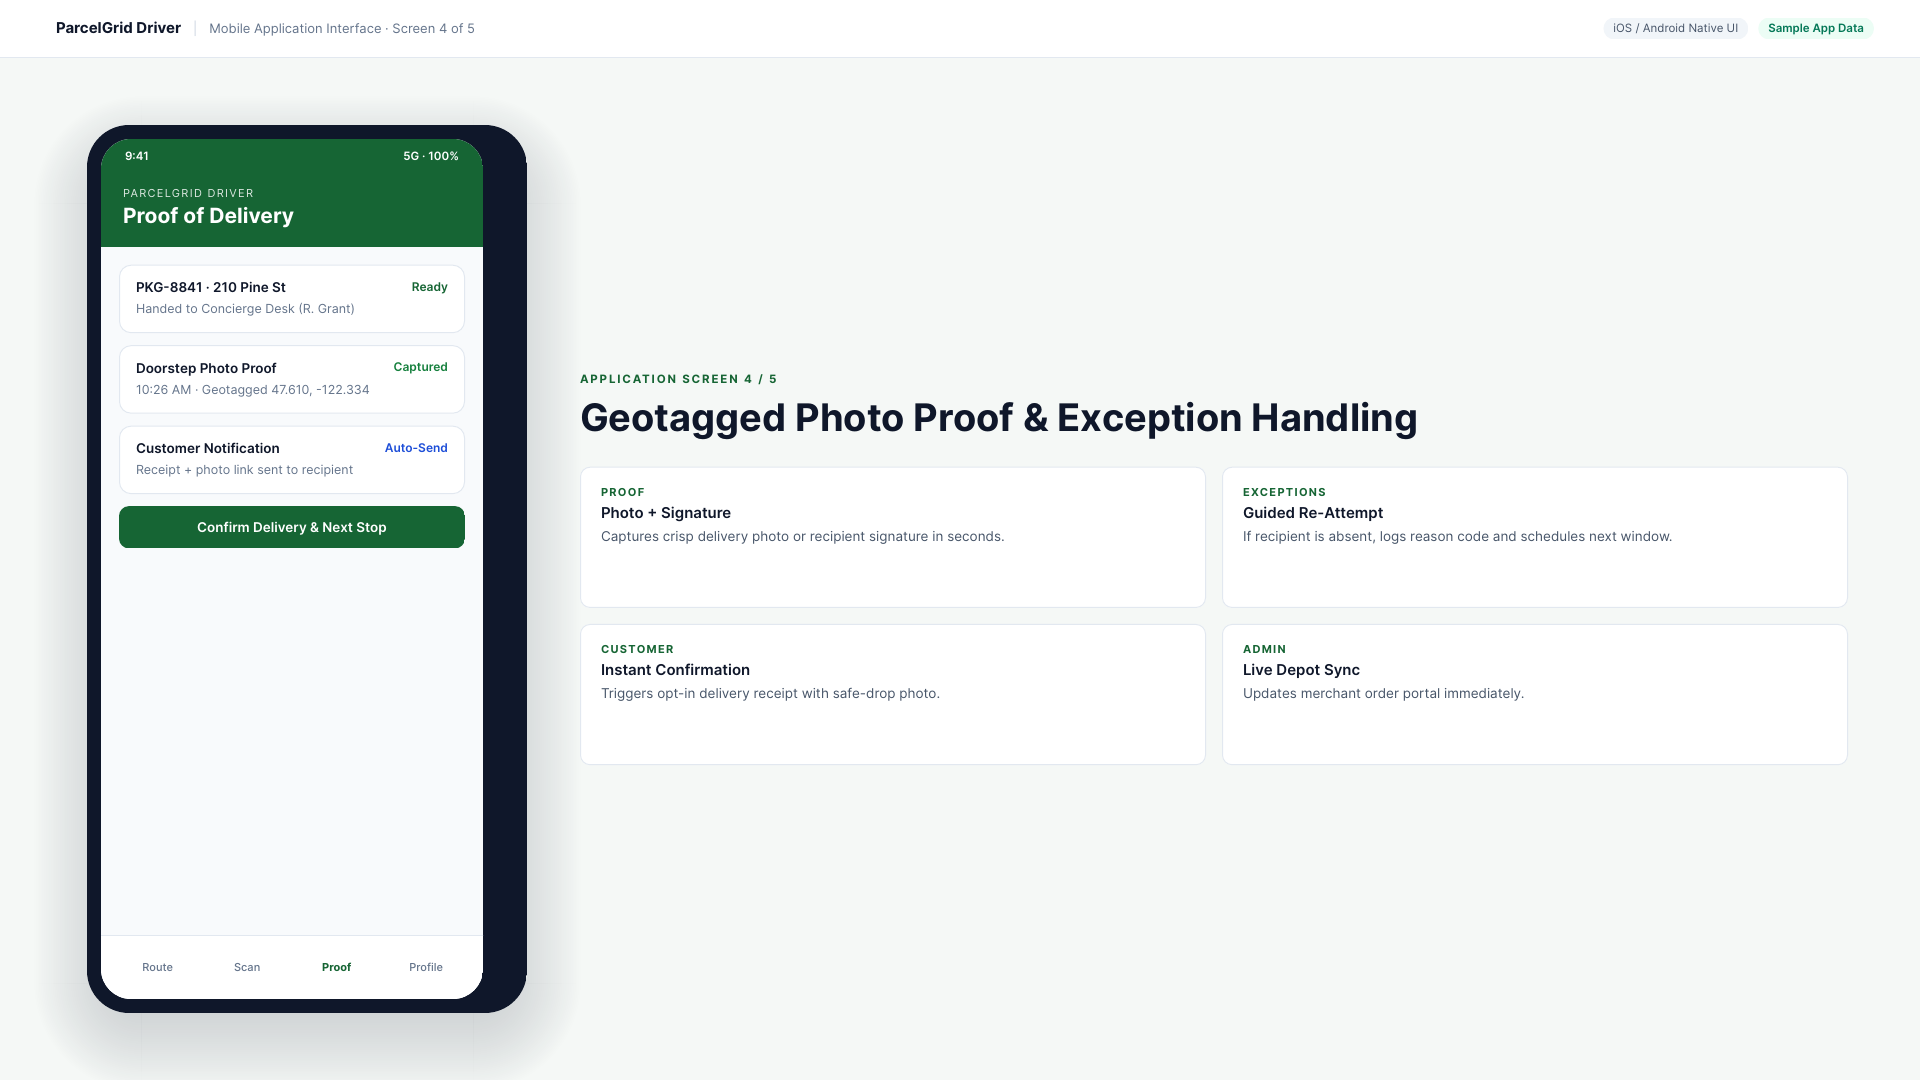 ParcelGrid Driver
Mobile Application Interface · Screen 4 of 5
iOS / Android Native UI
Sample App Data
9:41
5G · 100%
PARCELGRID DRIVER
Proof of Delivery
PKG-8841 · 210 Pine St
Ready
Handed to Concierge Desk (R. Grant)
Doorstep Photo Proof
Captured
10:26 AM · Geotagged 47.610, -122.334
Customer Notification
Auto-Send
Receipt + photo link sent to recipient
Confirm Delivery & Next Stop
Route
Scan
Proof
Profile
APPLICATION SCREEN 4 / 5
Geotagged Photo Proof & Exception Handling
PROOF
Photo + Signature
Captures crisp delivery photo or recipient signature in seconds.
EXCEPTIONS
Guided Re-Attempt
If recipient is absent, logs reason code and schedules next window.
CUSTOMER
Instant Confirmation
Triggers opt-in delivery receipt with safe-drop photo.
ADMIN
Live Depot Sync
Updates merchant order portal immediately.